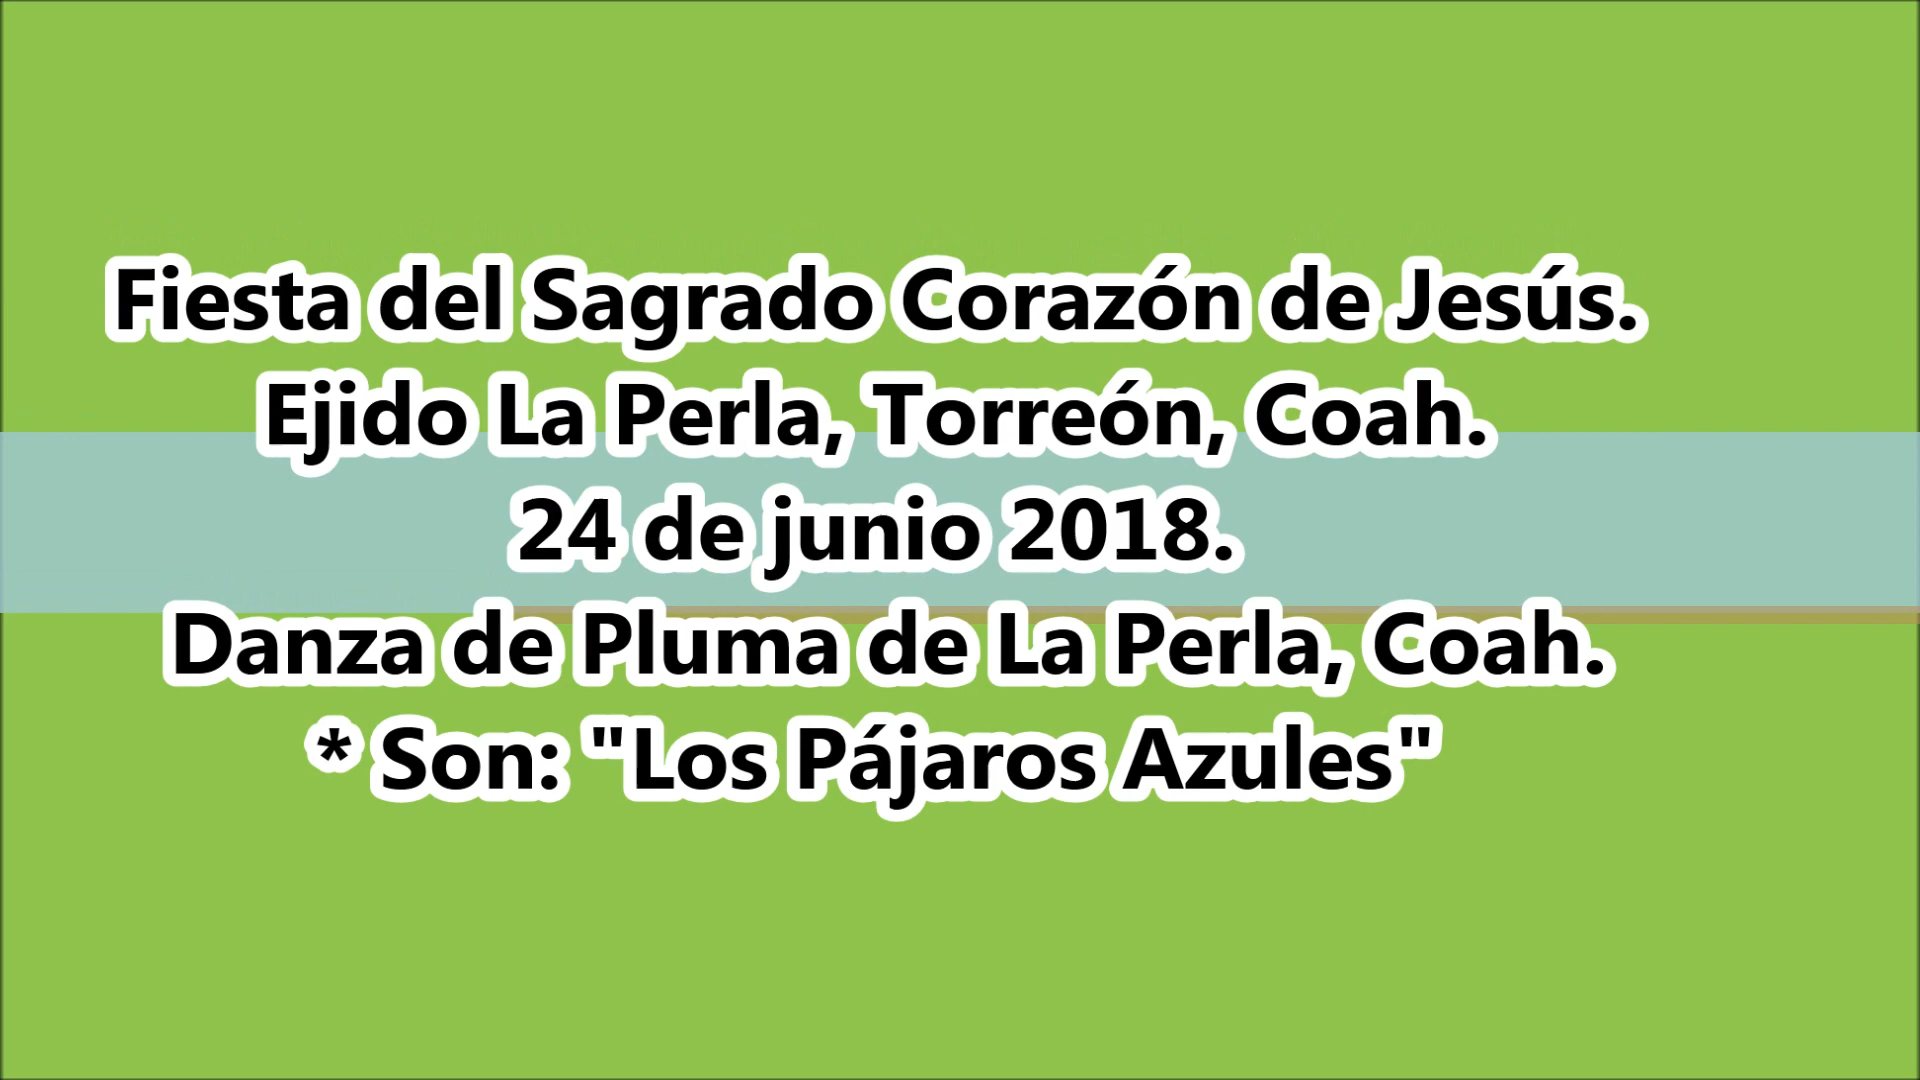 Fiesta del Sagrado Corazón de Jesús.
Ejido La Perla, Torreón, Coah.
24 de junio 2018.
Danza de Pluma de La Perla, Coah.
* Son: "Los Pájaros Azules"